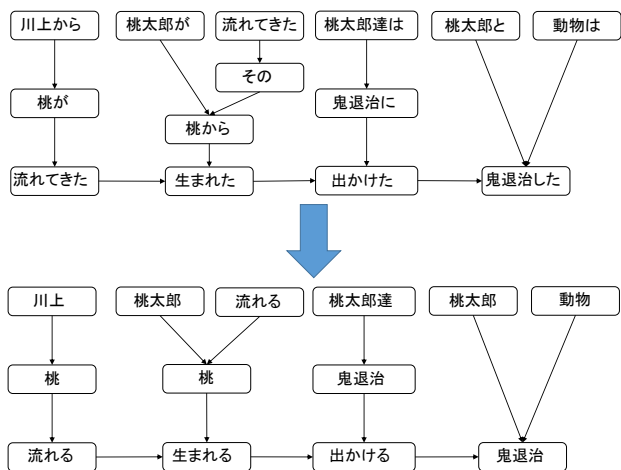 川上から 桃太郎が 流れてきた 桃太郎達は 桃太郎と 動物は
その
桃が 鬼退治に
桃から
流れてきた 生まれた 出かけた 鬼退治した
川上 桃太郎 流れる 桃太郎達 桃太郎 動物
桃 桃 鬼退治
流れる 生まれる 出かける 鬼退治